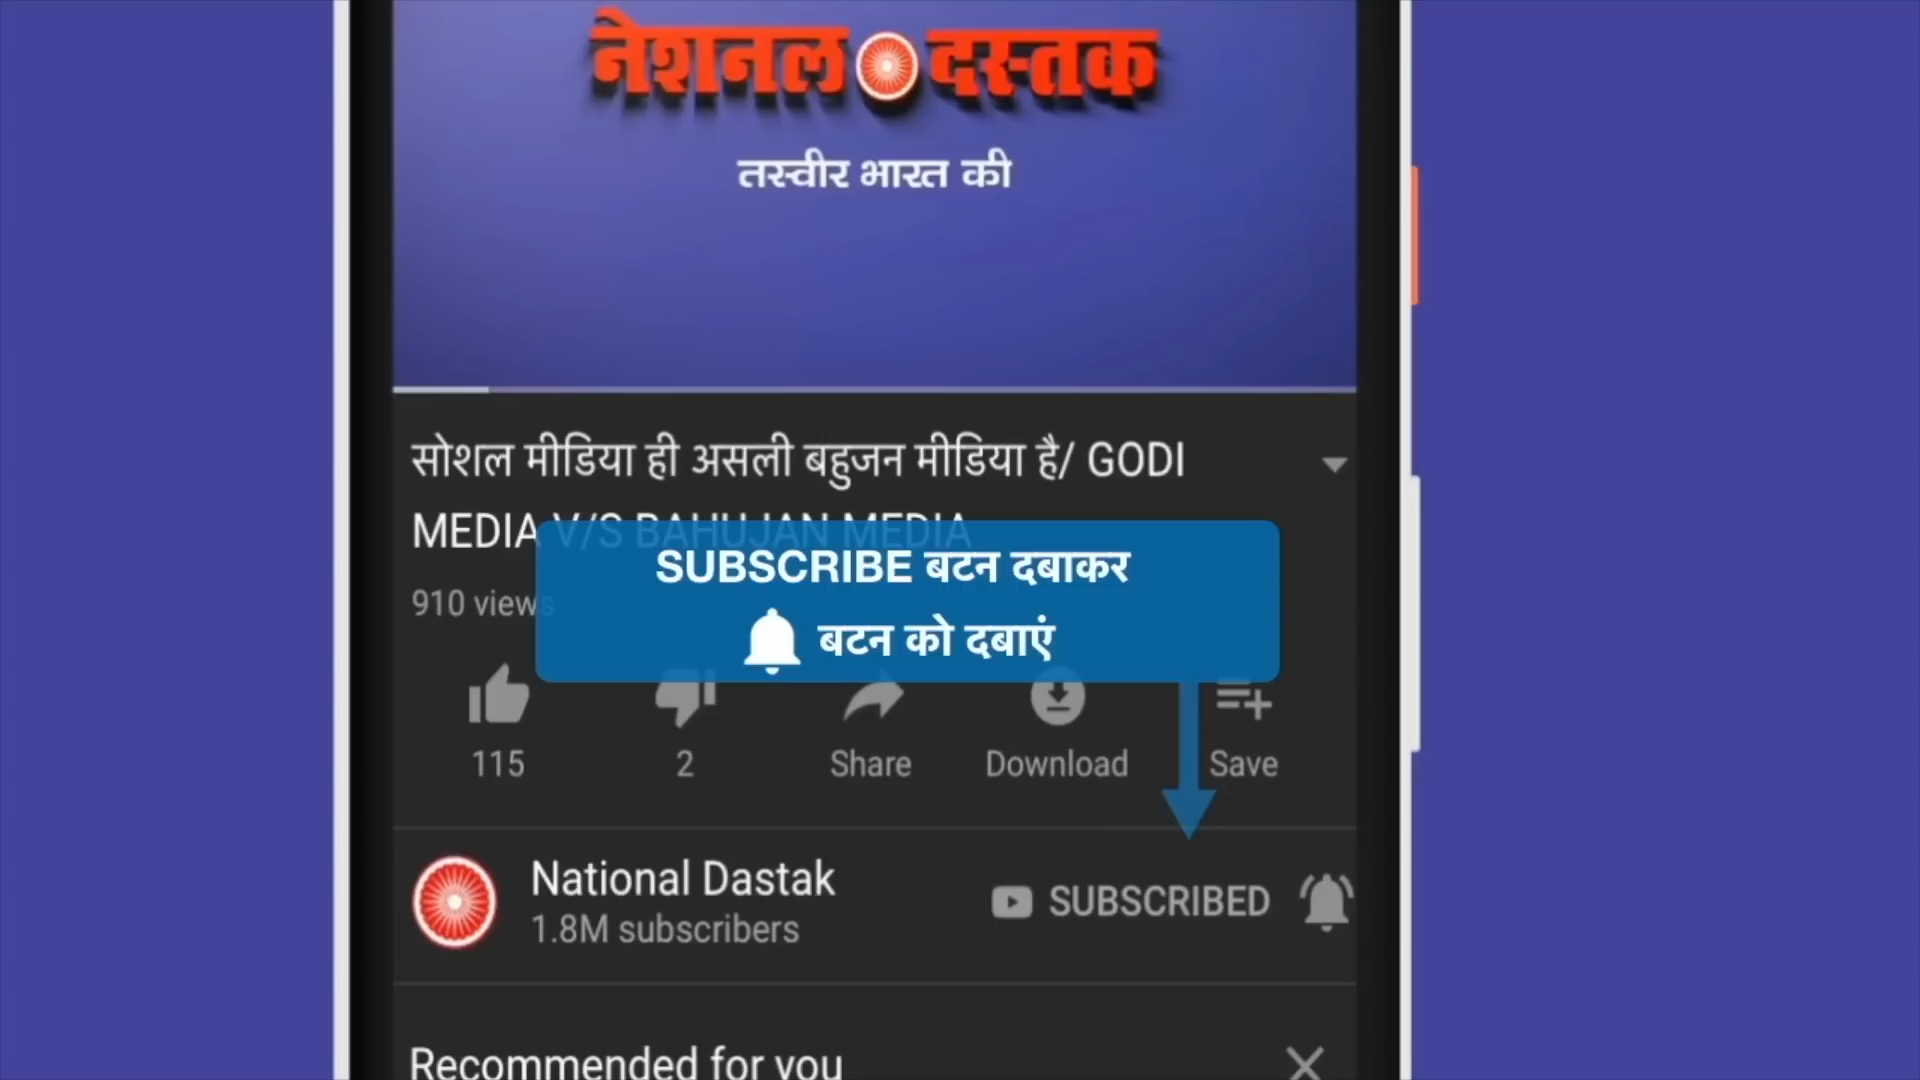 नेशनल दस्तक
तस्वीर भारत की
सोशल मीडिया ही असली बहुजन मीडिया है/ GODI
MEDIA V/S BAHUJAN MEDIA
SUBSCRIBE बटन दबाकर
बटन को दबाएं
910 views
115
2
Share
Download
Save
National Dastak
1.8M subscribers
SUBSCRIBED
Recommended for you